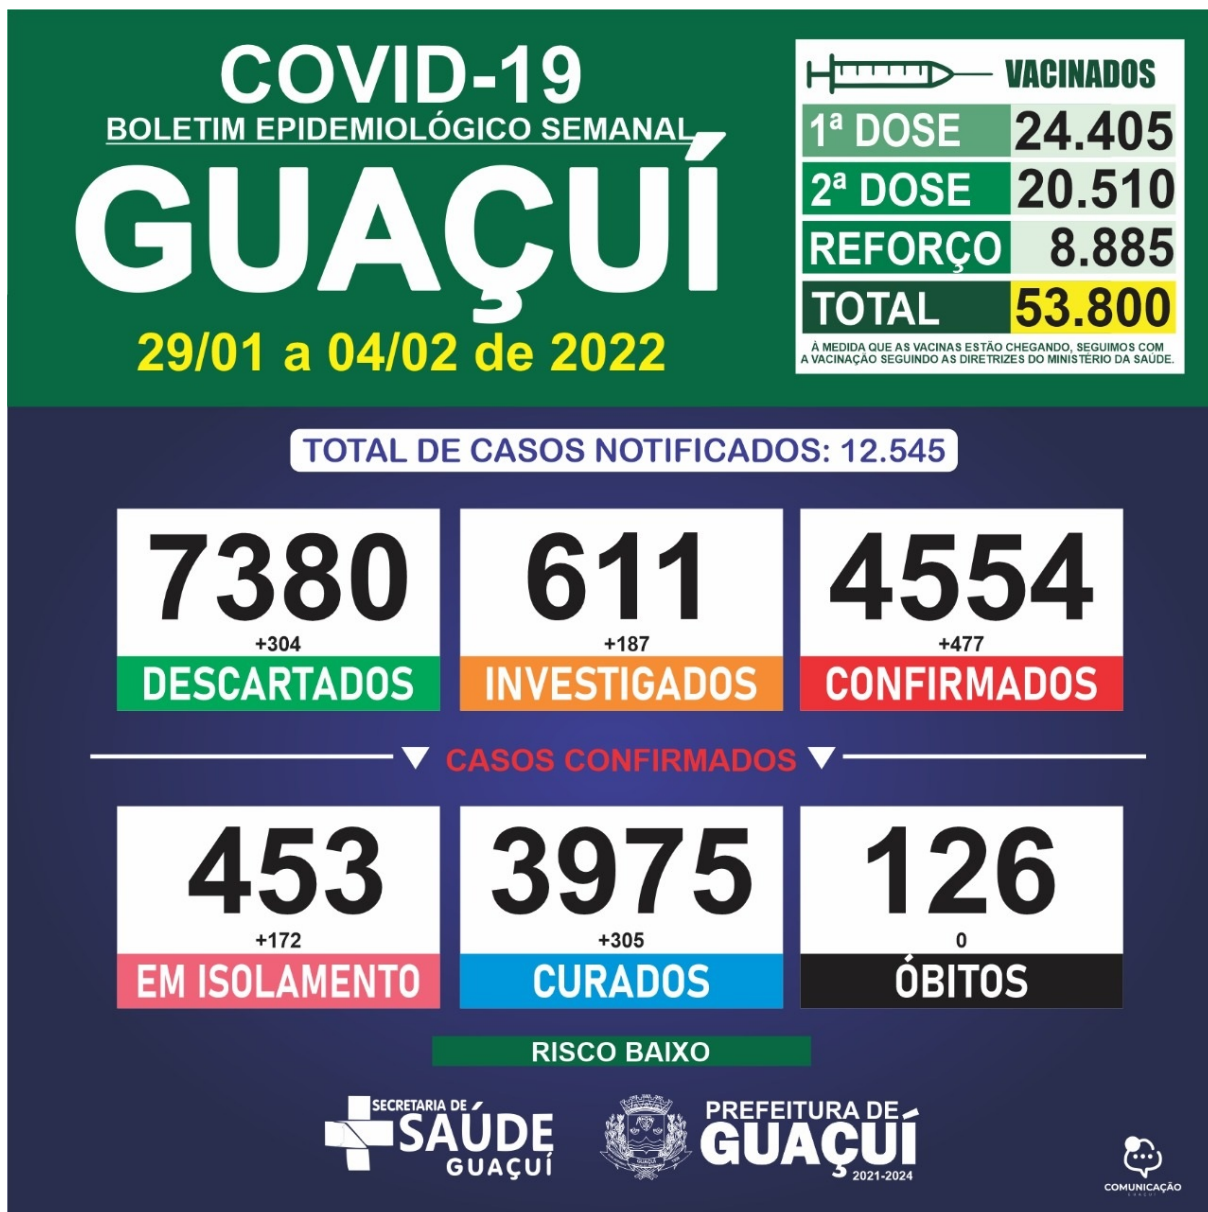 COVID-19
BOLETIM EPIDEMIOLÓGICO SEMANAL
GUAÇUÍ
29/01 a 04/02 de 2022
VACINADOS
1ª DOSE 24.405
2ª DOSE 20.510
REFORÇO 8.885
TOTAL 53.800
À MEDIDA QUE AS VACINAS ESTÃO CHEGANDO, SEGUIMOS COM
A VACINAÇÃO SEGUINDO AS DIRETRIZES DO MINISTÉRIO DA SAÚDE.
TOTAL DE CASOS NOTIFICADOS: 12.545
7380
+304
DESCARTADOS
611
+187
INVESTIGADOS
4554
+477
CONFIRMADOS
CASOS CONFIRMADOS
453
+172
EM ISOLAMENTO
3975
+305
CURADOS
126
0
ÓBITOS
RISCO BAIXO
SECRETARIA DE
SAÚDE
GUAÇUÍ
PREFEITURA DE
GUAÇUÍ
2021-2024
COMUNICAÇÃO